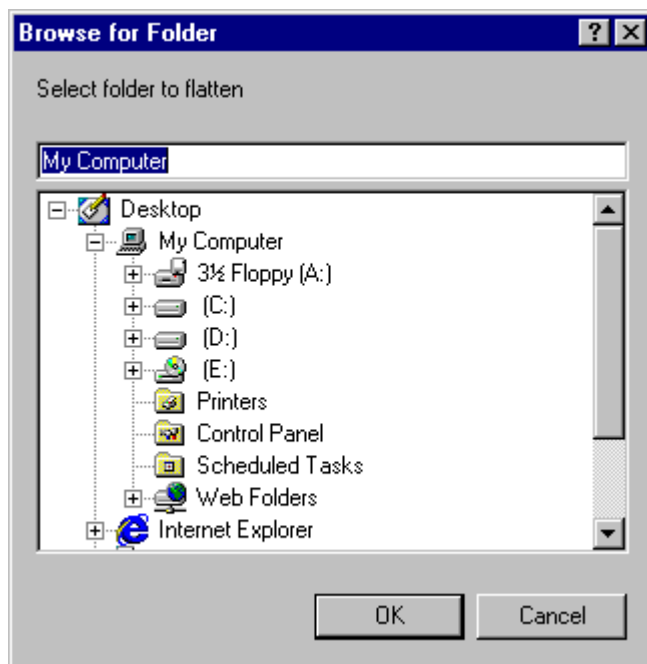 Browse for Folder
Select folder to flatten
My Computer
Desktop
My Computer
3½ Floppy (A:)
(C:)
(D:)
(E:)
Printers
Control Panel
Scheduled Tasks
Web Folders
Internet Explorer
OK Cancel